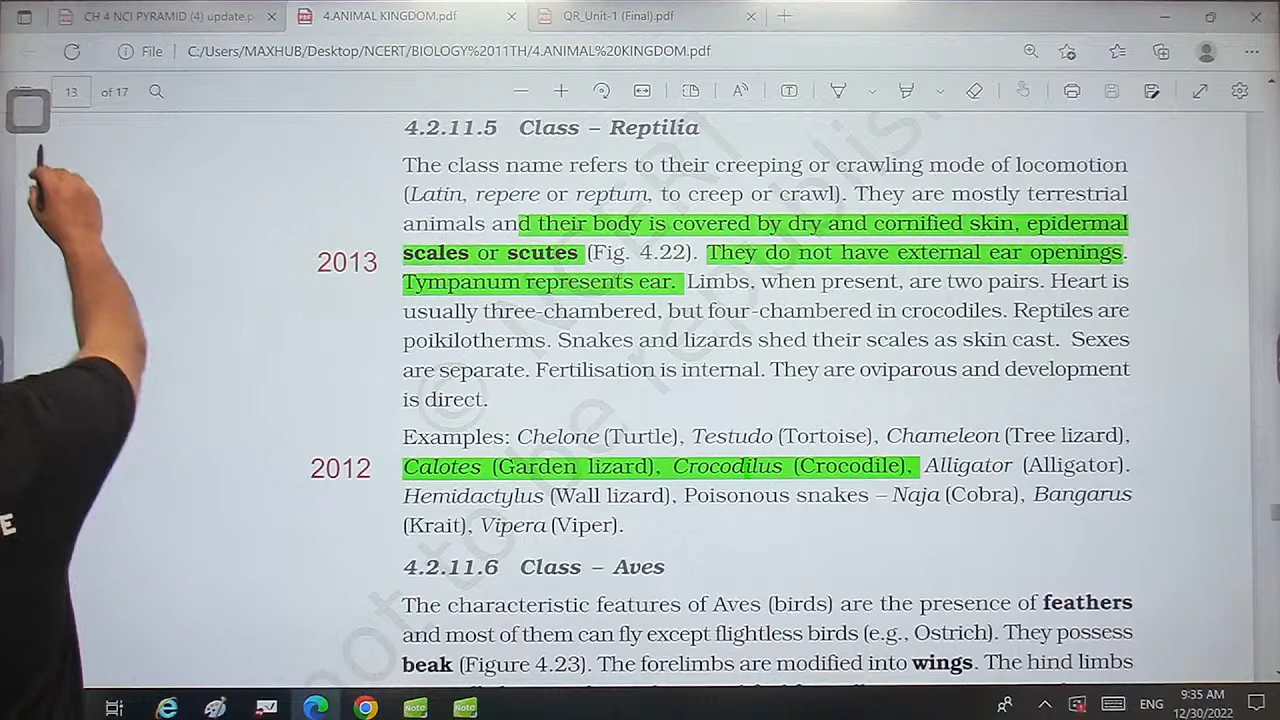 CH 4 NCI PYRAMID (4) update.p
4.ANIMAL KINGDOM.pdf
QR_Unit-1 (Final).pdf
File C:/Users/MAXHUB/Desktop/NCERT/BIOLOGY%2011TH/4.ANIMAL%20KINGDOM.pdf
13 of 17
4.2.11.5 Class – Reptilia
The class name refers to their creeping or crawling mode of locomotion
(Latin, repere or reptum, to creep or crawl). They are mostly terrestrial
animals and their body is covered by dry and cornified skin, epidermal
2013 scales or scutes (Fig. 4.22). They do not have external ear openings.
Tympanum represents ear. Limbs, when present, are two pairs. Heart is
usually three-chambered, but four-chambered in crocodiles. Reptiles are
poikilotherms. Snakes and lizards shed their scales as skin cast. Sexes
are separate. Fertilisation is internal. They are oviparous and development
is direct.
Examples: Chelone (Turtle), Testudo (Tortoise), Chameleon (Tree lizard),
2012 Calotes (Garden lizard), Crocodilus (Crocodile), Alligator (Alligator).
Hemidactylus (Wall lizard), Poisonous snakes – Naja (Cobra), Bangarus
(Krait), Vipera (Viper).
4.2.11.6 Class – Aves
The characteristic features of Aves (birds) are the presence of feathers
and most of them can fly except flightless birds (e.g., Ostrich). They possess
beak (Figure 4.23). The forelimbs are modified into wings. The hind limbs
© NCERT
not to be republish
E
Note
Note
ENG
9:35 AM
12/30/2022